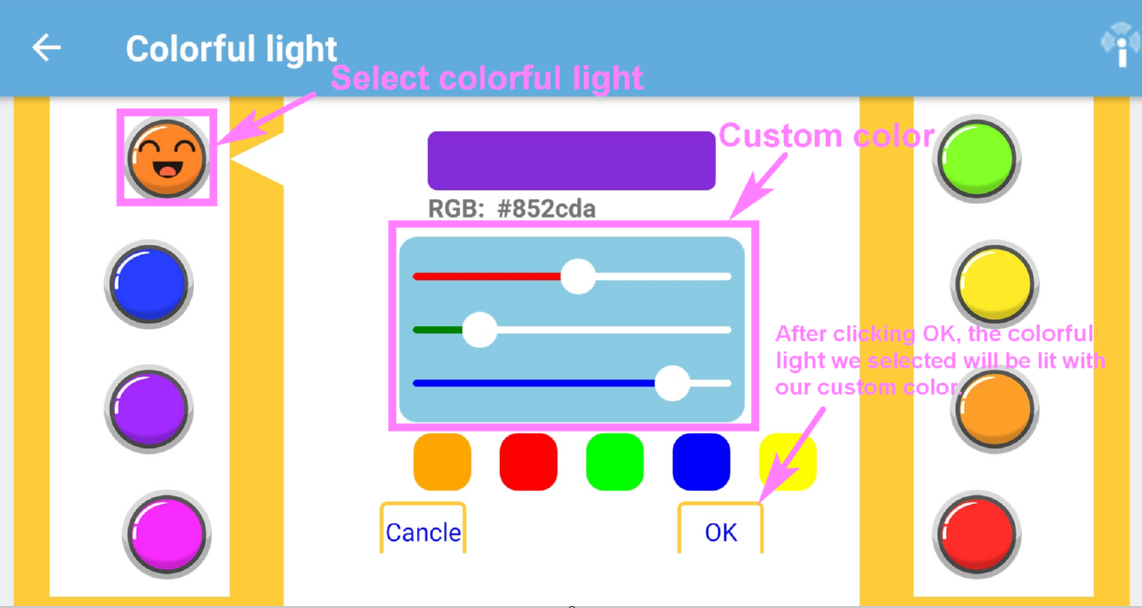 Colorful light
Select colorful light
Custom color
RGB: #852cda
After clicking OK, the colorful
light we selected will be lit with
our custom color.
Cancle
OK